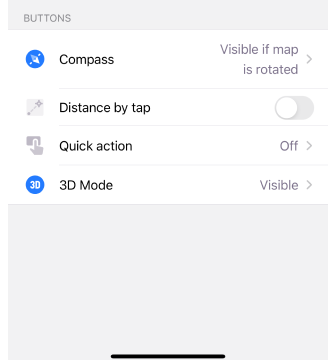 BUTTONS
Compass
Visible if map
is rotated
Distance by tap
Quick action
Off
3D
3D Mode
Visible